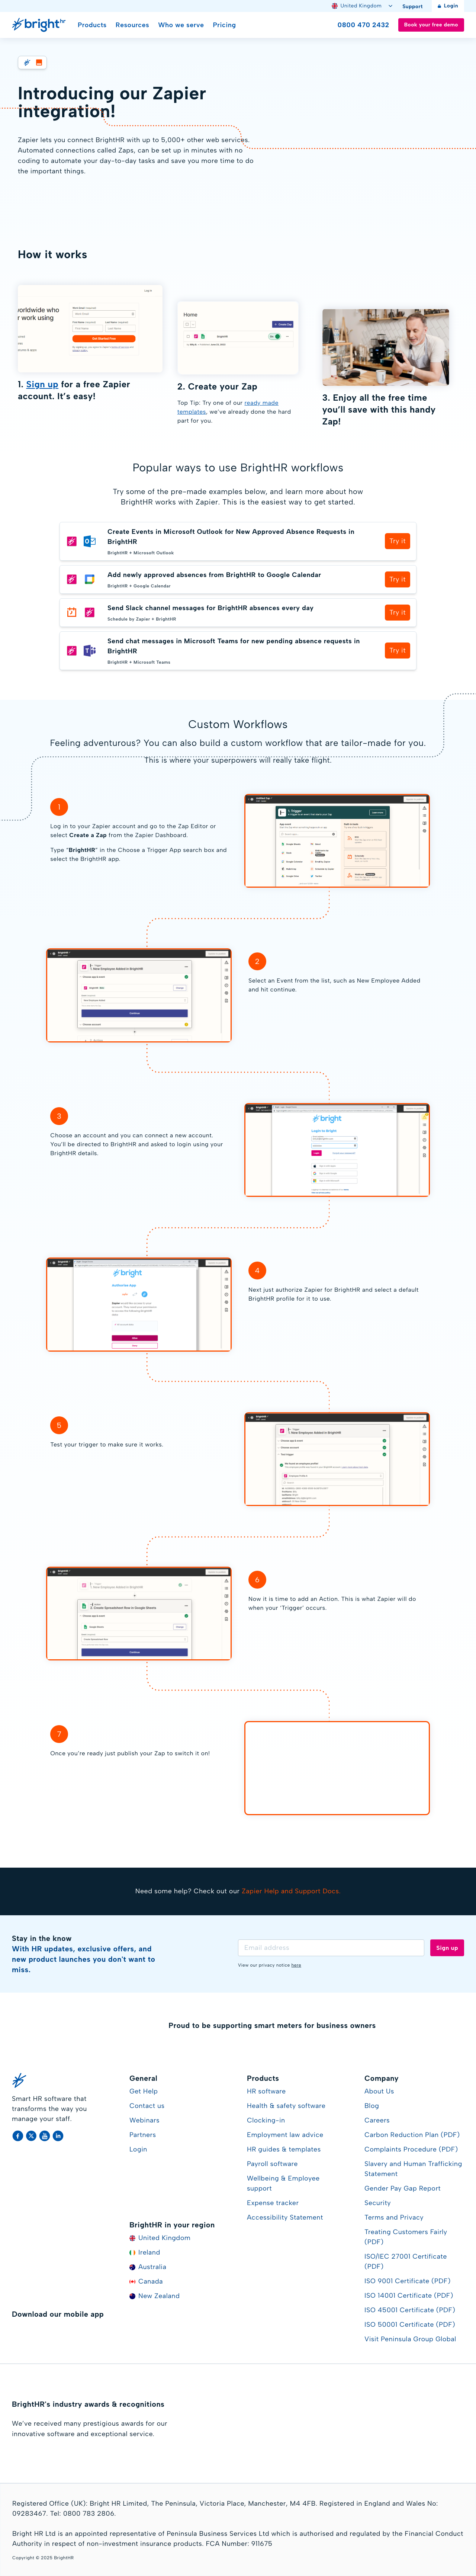 United Kingdom
Support
Login
bright hr
Products
Resources
Who we serve
Pricing
0800 470 2432
Book your free demo
Introducing our Zapier
integration!
Zapier lets you connect BrightHR with up to 5,000+ other web services.
Automated connections called Zaps, can be set up in minutes with no
coding to automate your day-to-day tasks and save you more time to do
the important things.
How it works
1. Sign up for a free Zapier
account. It's easy!
Home
2. Create your Zap
Top Tip: Try one of our ready made
templates, we've already done the hard
part for you.
3. Enjoy all the free time
you'll save with this handy
Zap!
Popular ways to use BrightHR workflows
Try some of the pre-made examples below, and learn more about how
BrightHR works with Zapier. This is the easiest way to get started.
Create Events in Microsoft Outlook for New Approved Absence Requests in
BrightHR
BrightHR + Microsoft Outlook
Try it
Add newly approved absences from BrightHR to Google Calendar
BrightHR + Google Calendar
Try it
Send Slack channel messages for BrightHR absences every day
Schedule by Zapier + BrightHR
Try it
Send chat messages in Microsoft Teams for new pending absence requests in
BrightHR
BrightHR + Microsoft Teams
Try it
Custom Workflows
Feeling adventurous? You can also build a custom workflow that are tailor-made for you.
This is where your superpowers will really take flight.
1
Log in to your Zapier account and go to the Zap Editor or
select Create a Zap from the Zapier Dashboard.
Type "BrightHR" in the Choose a Trigger App search box and
select the BrightHR app.
2
Select an Event from the list, such as New Employee Added
and hit continue.
3
Choose an account and you can connect a new account.
You'll be directed to BrightHR and asked to login using your
BrightHR details.
bright
4
Next just authorize Zapier for BrightHR and select a default
BrightHR profile for it to use.
bright
5
Test your trigger to make sure it works.
6
Now it is time to add an Action. This is what Zapier will do
when your 'Trigger' occurs.
7
Once you're ready just publish your Zap to switch it on!
Need some help? Check out our Zapier Help and Support Docs.
Stay in the know
With HR updates, exclusive offers, and
new product launches you won't want to
miss.
Email address
Sign up
View our privacy notice here
Proud to be supporting smart meters for business owners
Smart HR software that
transforms the way you
manage your staff.
General
Get Help
Contact us
Webinars
Partners
Login
BrightHR in your region
United Kingdom
Ireland
Australia
Canada
New Zealand
Products
HR software
Health & safety software
Clocking-in
Employment law advice
HR guides & templates
Payroll software
Wellbeing & Employee
support
Expense tracker
Accessibility Statement
Company
About Us
Blog
Careers
Carbon Reduction Plan (PDF)
Complaints Procedure (PDF)
Slavery and Human Trafficking
Statement
Gender Pay Gap Report
Security
Terms and Privacy
Treating Customers Fairly
(PDF)
ISO/IEC 27001 Certificate
(PDF)
ISO 9001 Certificate (PDF)
ISO 14001 Certificate (PDF)
ISO 45001 Certificate (PDF)
ISO 50001 Certificate (PDF)
Visit Peninsula Group Global
Download our mobile app
BrightHR's industry awards & recognitions
We've received many prestigious awards for our
innovative software and exceptional service.
Registered Office (UK): Bright HR Limited, The Peninsula, Victoria Place, Manchester, M4 4FB. Registered in England and Wales No:
09283467. Tel: 0800 783 2806.
Bright HR Ltd is an appointed representative of Peninsula Business Services Ltd which is authorised and regulated by the Financial Conduct
Authority in respect of non-investment insurance products. FCA Number: 911675
Copyright © 2025 BrightHR